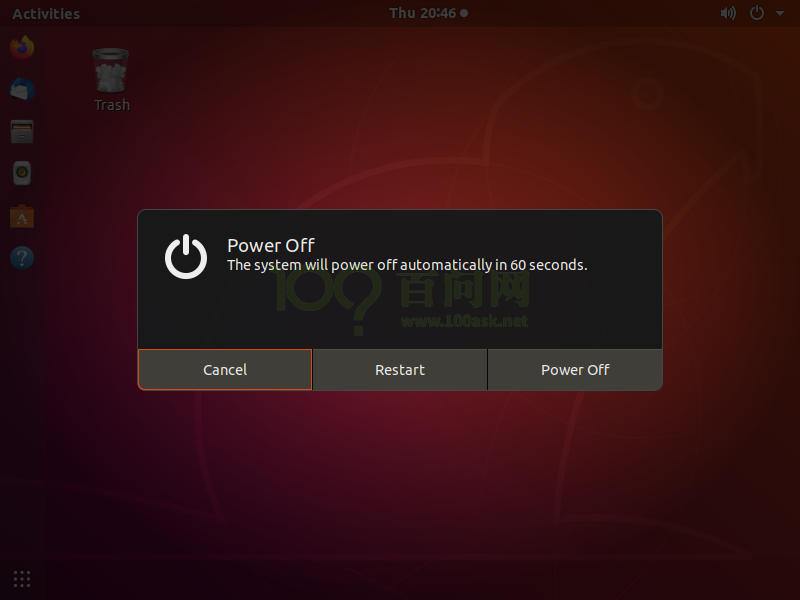 Activities
Thu 20:46
Trash
Power Off
The system will power off automatically in 60 seconds.
100? 百问网
www.100ask.net
Cancel
Restart
Power Off